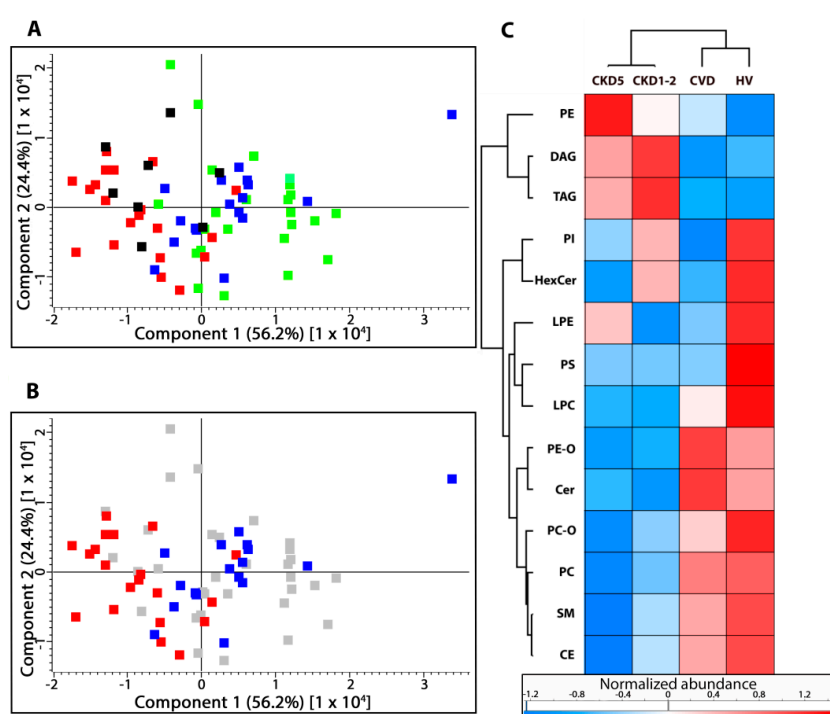 A
Component 2 (24.4%) [1 x 10⁴]
2
1
0
-1
-2
-1
0
1
2
3
Component 1 (56.2%) [1 x 10⁴]
B
Component 2 (24.4%) [1 x 10⁴]
2
1
0
-1
-2
-1
0
1
2
3
Component 1 (56.2%) [1 x 10⁴]
C
CKD5 CKD1-2 CVD HV
PE
DAG
TAG
PI
HexCer
LPE
PS
LPC
PE-O
Cer
PC-O
PC
SM
CE
Normalized abundance
-1.2 -0.8 -0.4 0 0.4 0.8 1.2